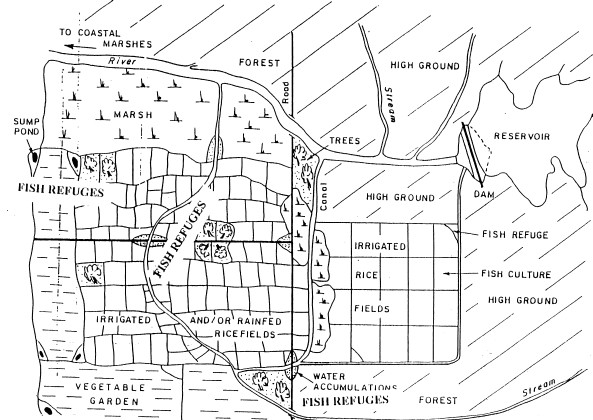 TO COASTAL
MARSHES
River
FOREST
HIGH GROUND
Road
Stream
MARSH
SUMP
POND
TREES
RESERVOIR
DAM
FISH REFUGES
Canal
HIGH GROUND
FISH REFUGES
FISH REFUGE
IRRIGATED
RICE
FIELDS
FISH CULTURE
HIGH GROUND
IRRIGATED
AND/OR RAINFED
RICEFIELDS
WATER
ACCUMULATIONS
VEGETABLE
GARDEN
FISH REFUGES
FOREST
Stream